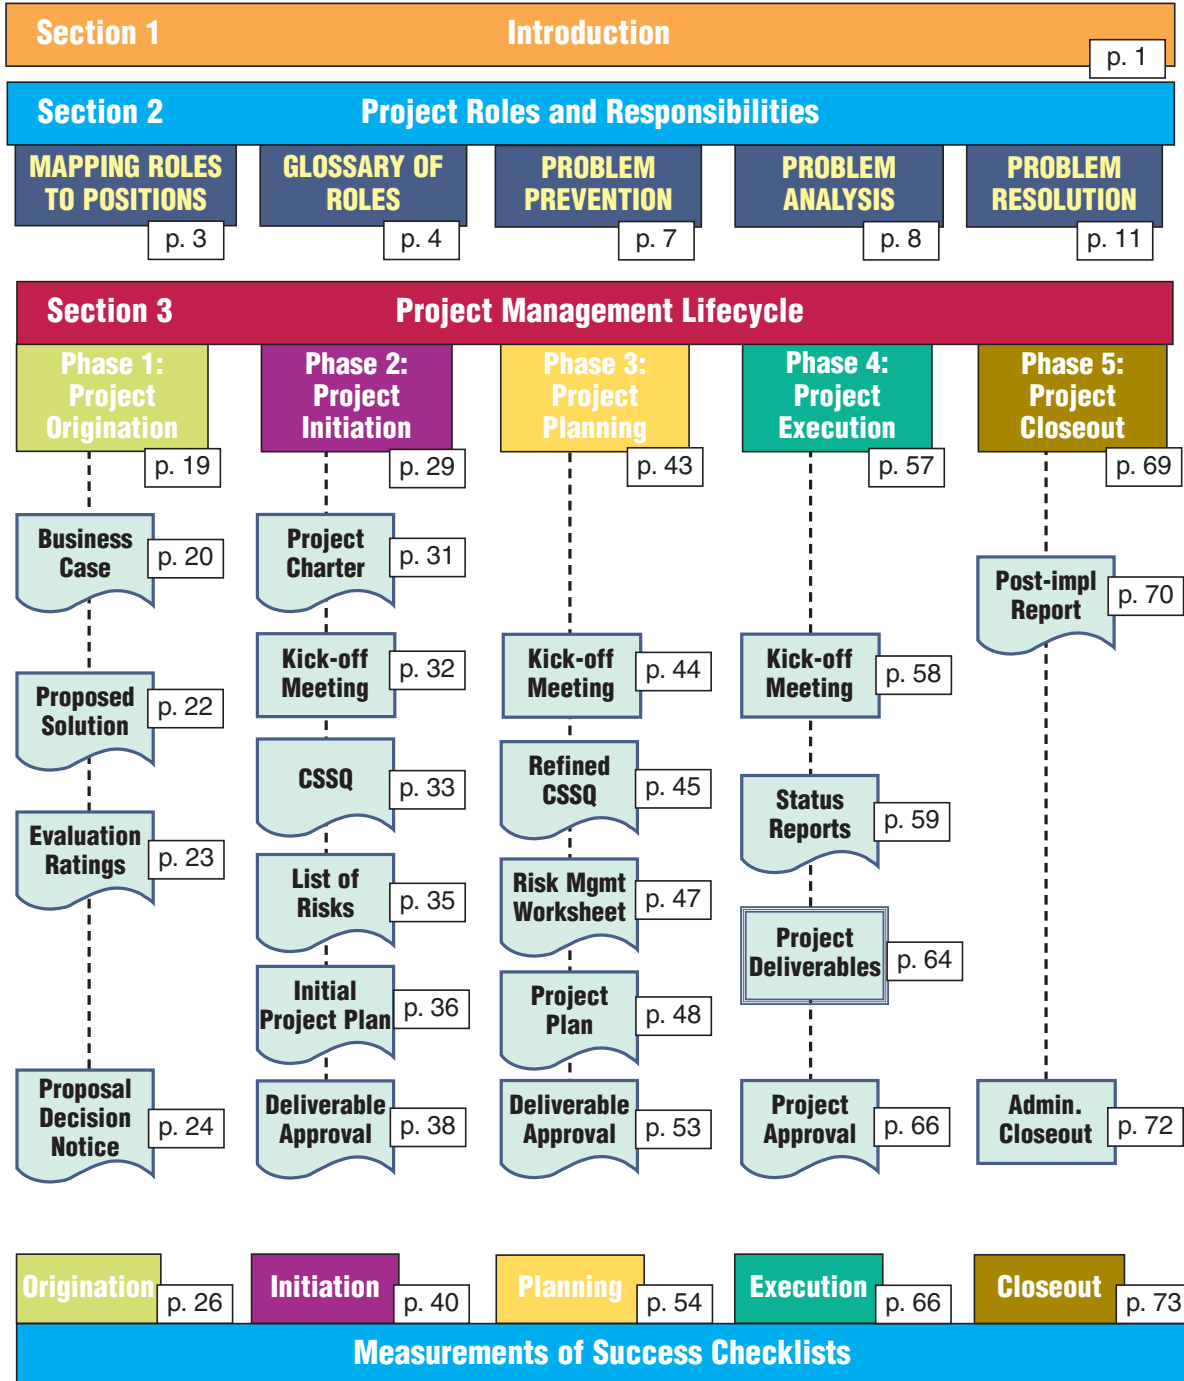 Section 1 Introduction
p. 1
Section 2 Project Roles and Responsibilities
MAPPING ROLES
TO POSITIONS
p. 3
GLOSSARY OF
ROLES
p. 4
PROBLEM
PREVENTION
p. 7
PROBLEM
ANALYSIS
p. 8
PROBLEM
RESOLUTION
p. 11
Section 3 Project Management Lifecycle
Phase 1:
Project
Origination
p. 19
Business
Case
p. 20
Proposed
Solution
p. 22
Evaluation
Ratings
p. 23
Proposal
Decision
Notice
p. 24
Phase 2:
Project
Initiation
p. 29
Project
Charter
p. 31
Kick-off
Meeting
p. 32
CSSQ
p. 33
List of
Risks
p. 35
Initial
Project Plan
p. 36
Deliverable
Approval
p. 38
Phase 3:
Project
Planning
p. 43
Kick-off
Meeting
p. 44
Refined
CSSQ
p. 45
Risk Mgmt
Worksheet
p. 47
Project
Plan
p. 48
Deliverable
Approval
p. 53
Phase 4:
Project
Execution
p. 57
Kick-off
Meeting
p. 58
Status
Reports
p. 59
Project
Deliverables
p. 64
Project
Approval
p. 66
Phase 5:
Project
Closeout
p. 69
Post-impl
Report
p. 70
Admin.
Closeout
p. 72
Origination
p. 26
Initiation
p. 40
Planning
p. 54
Execution
p. 66
Closeout
p. 73
Measurements of Success Checklists